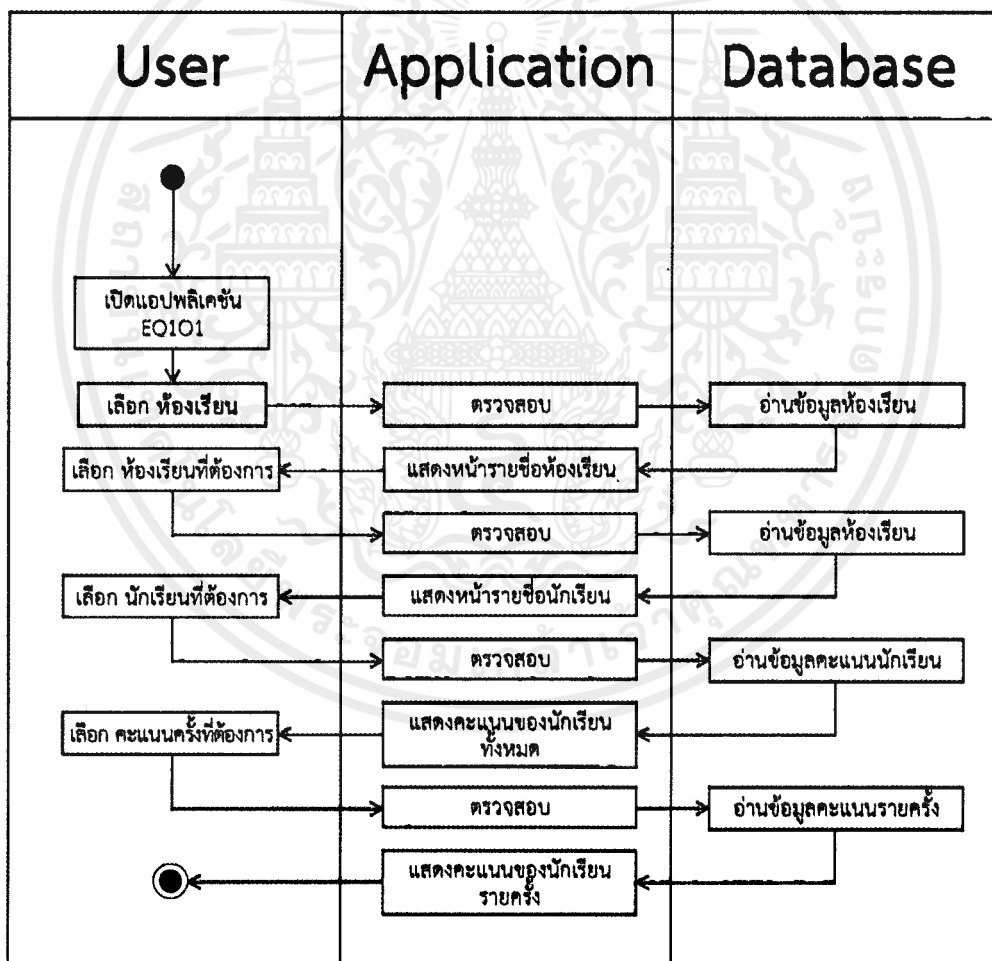 User
Application
Database
เปิดแอปพลิเคชัน
EQ101
เลือก ห้องเรียน
ตรวจสอบ
อ่านข้อมูลห้องเรียน
เลือก ห้องเรียนที่ต้องการ
แสดงหน้ารายชื่อห้องเรียน
ตรวจสอบ
อ่านข้อมูลห้องเรียน
เลือก นักเรียนที่ต้องการ
แสดงหน้ารายชื่อนักเรียน
ตรวจสอบ
อ่านข้อมูลคะแนนนักเรียน
เลือก คะแนนครั้งที่ต้องการ
แสดงคะแนนของนักเรียน
ทั้งหมด
ตรวจสอบ
อ่านข้อมูลคะแนนรายครั้ง
แสดงคะแนนของนักเรียน
รายครั้ง